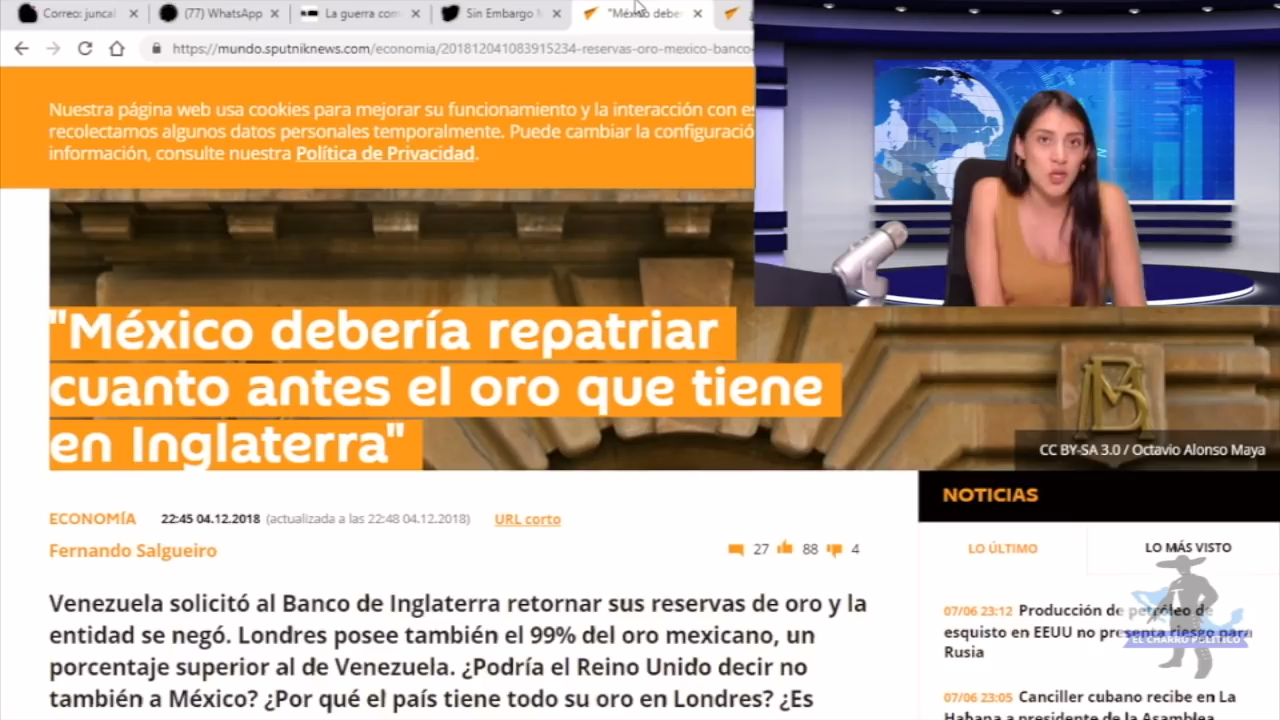 Correo: juncal
(77) WhatsApp
La guerra com
Sin Embargo M
"México debe
https://mundo.sputniknews.com/economia/201812041083915234-reservas-oro-mexico-banco-
Nuestra página web usa cookies para mejorar su funcionamiento y la interacción con es
recolectamos algunos datos personales temporalmente. Puede cambiar la configuració
información, consulte nuestra Política de Privacidad.
"México debería repatriar
cuanto antes el oro que tiene
en Inglaterra"
CC BY-SA 3.0 / Octavio Alonso Maya
ECONOMÍA 22:45 04.12.2018 (actualizada a las 22:48 04.12.2018) URL corto
Fernando Salgueiro
27 88 4
Venezuela solicitó al Banco de Inglaterra retornar sus reservas de oro y la
entidad se negó. Londres posee también el 99% del oro mexicano, un
porcentaje superior al de Venezuela. ¿Podría el Reino Unido decir no
también a México? ¿Por qué el país tiene todo su oro en Londres? ¿Es
NOTICIAS
LO ÚLTIMO LO MÁS VISTO
07/06 23:12 Producción de petróleo de
esquisto en EEUU no presenta riesgo para
Rusia
07/06 23:05 Canciller cubano recibe en La
Habana a presidente de la Asamblea
EL CHARRO POLÍTICO